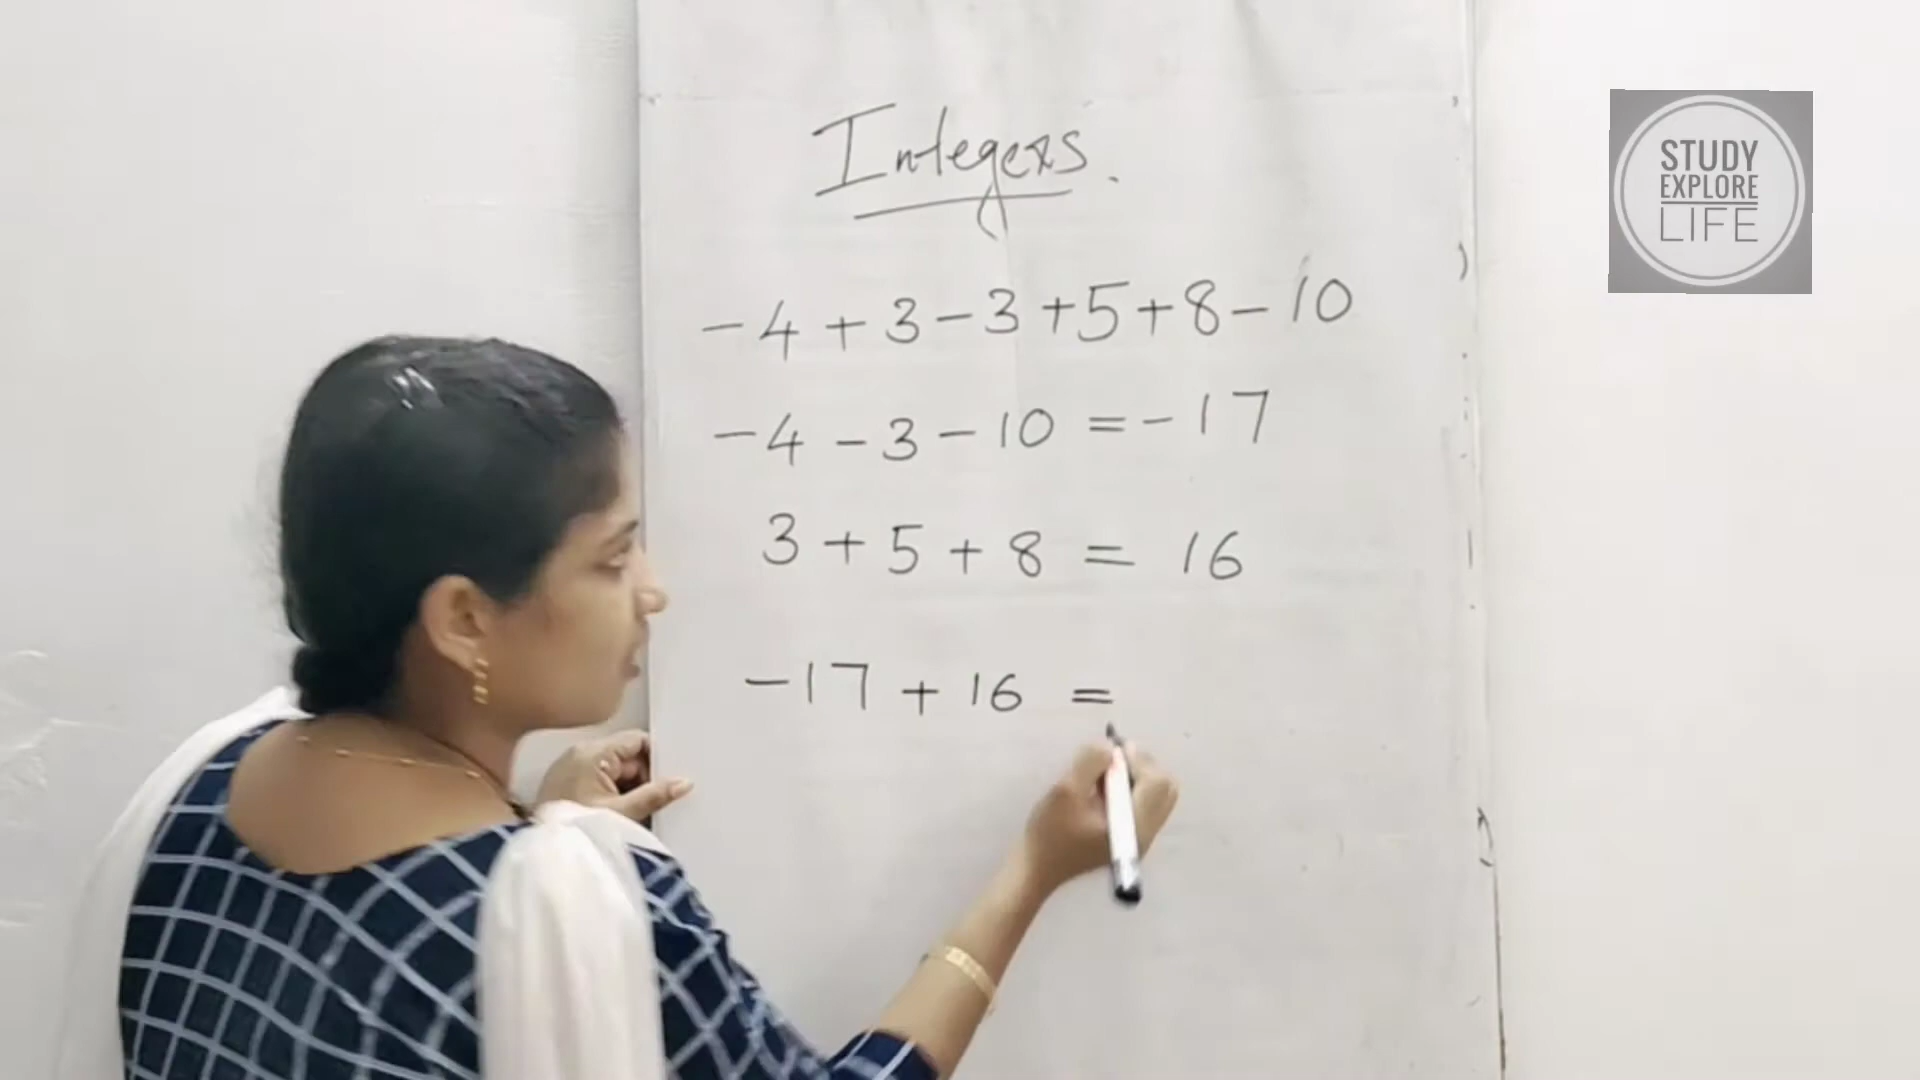 Integers.
-4+3-3+5+8-10
-4-3-10=-17
3+5+8=16
-17+16=
STUDY
EXPLORE
LIFE